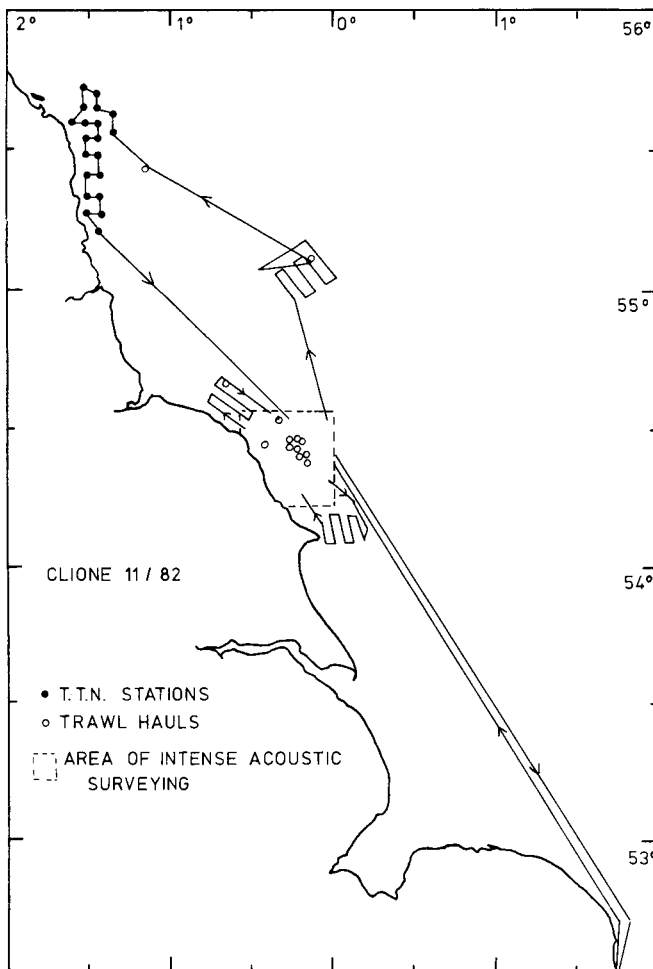 2° 1° 0° 1° 56°
55°
54°
CLIONE 11/82
T.T.N. STATIONS
TRAWL HAULS
AREA OF INTENSE ACOUSTIC
SURVEYING
53°